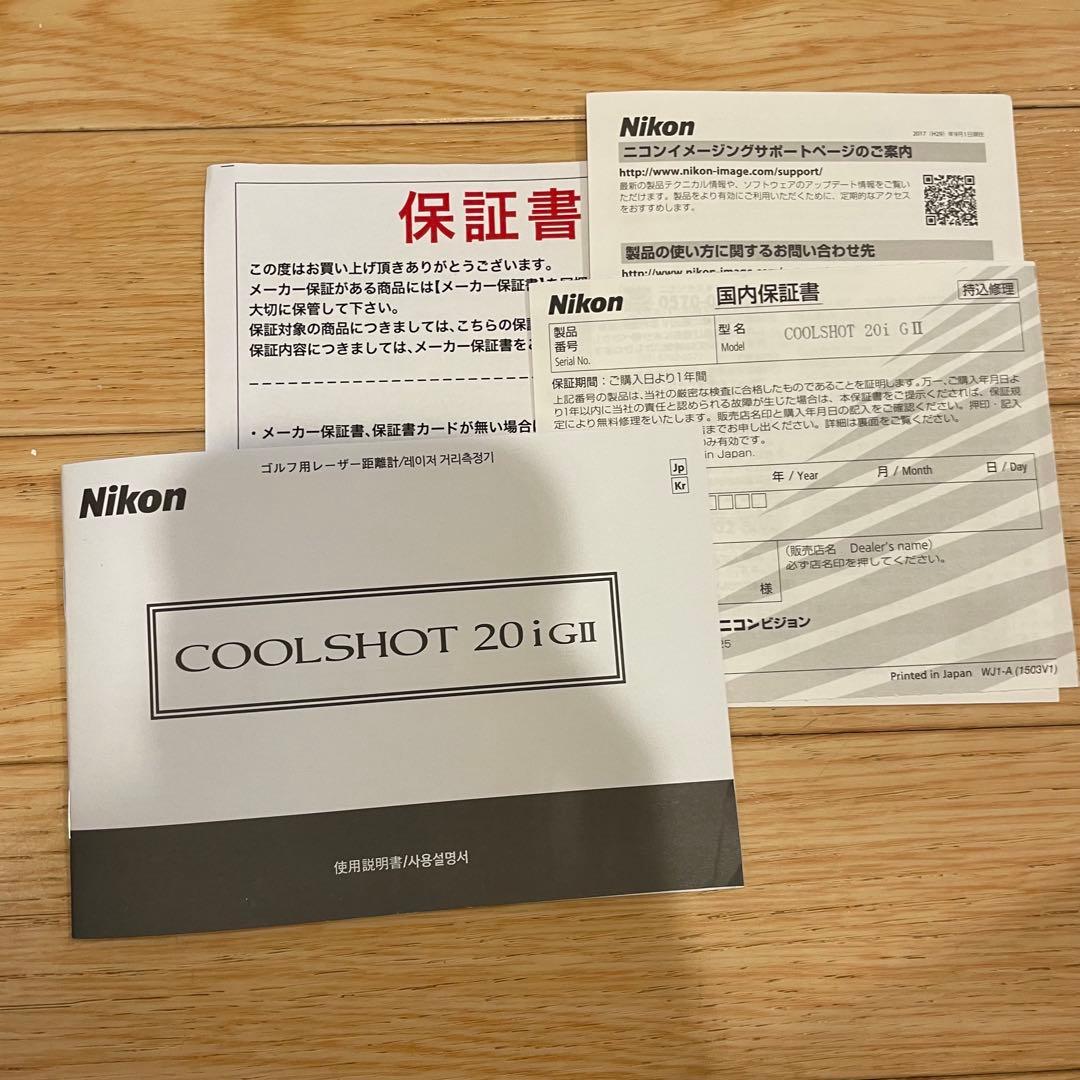 Nikon
2017（H29）年9月1日現在
ニコンイメージングサポートページのご案内
http://www.nikon-image.com/support/
最新の製品テクニカル情報や、ソフトウェアのアップデート情報をご覧い
ただけます。製品をより有効にご利用いただくために、定期的なアクセス
をおすすめします。
製品の使い方に関するお問い合わせ先
http://www.nikon-image.com/
保証書
この度はお買い上げ頂きありがとうございます。
メーカー保証がある商品には【メーカー保証書】を同梱
大切に保管して下さい。
保証対象の商品につきましては、こちらの保証
保証内容につきましては、メーカー保証書をご
・メーカー保証書、保証書カードが無い場合は
Nikon
国内保証書
持込修理
製品
番号
Serial No.
型名
Model
COOLSHOT 20i GII
保証期間：ご購入日より1年間
上記番号の製品は、当社の厳密な検査に合格したものであることを証明します。万一、ご購入年月日よ
り1年以内に当社の責任と認められる故障が生じた場合は、本保証書をご提示くだされば、保証規
定により無料修理をいたします。販売店名印と購入年月日の記入をご確認ください。押印・記入
までお申し出ください。詳細は裏面をご覧ください。
み有効です。
in Japan.
年 / Year
月 / Month
日 / Day
（販売店名 Dealer's name）
必ず店名印を押してください。
様
ニコンビジョン
25
Printed in Japan WJ1-A (1503V1)
ゴルフ用レーザー距離計/레이저 거리측정기
Jp
Kr
Nikon
COOLSHOT 20i GII
使用説明書/사용설명서